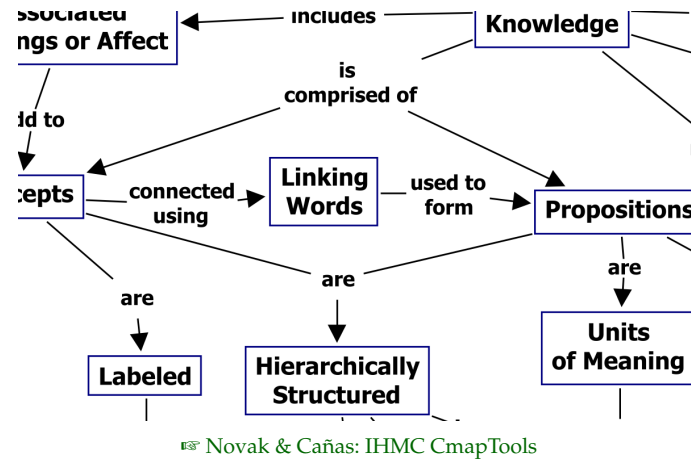 includes
Knowledge
ngs or Affect
is
comprised of
dd to
cepts
connected
using
Linking
Words
used to
form
Propositions
are
are
are
Labeled
Hierarchically
Structured
Units
of Meaning
☞ Novak & Cañas: IHMC CmapTools